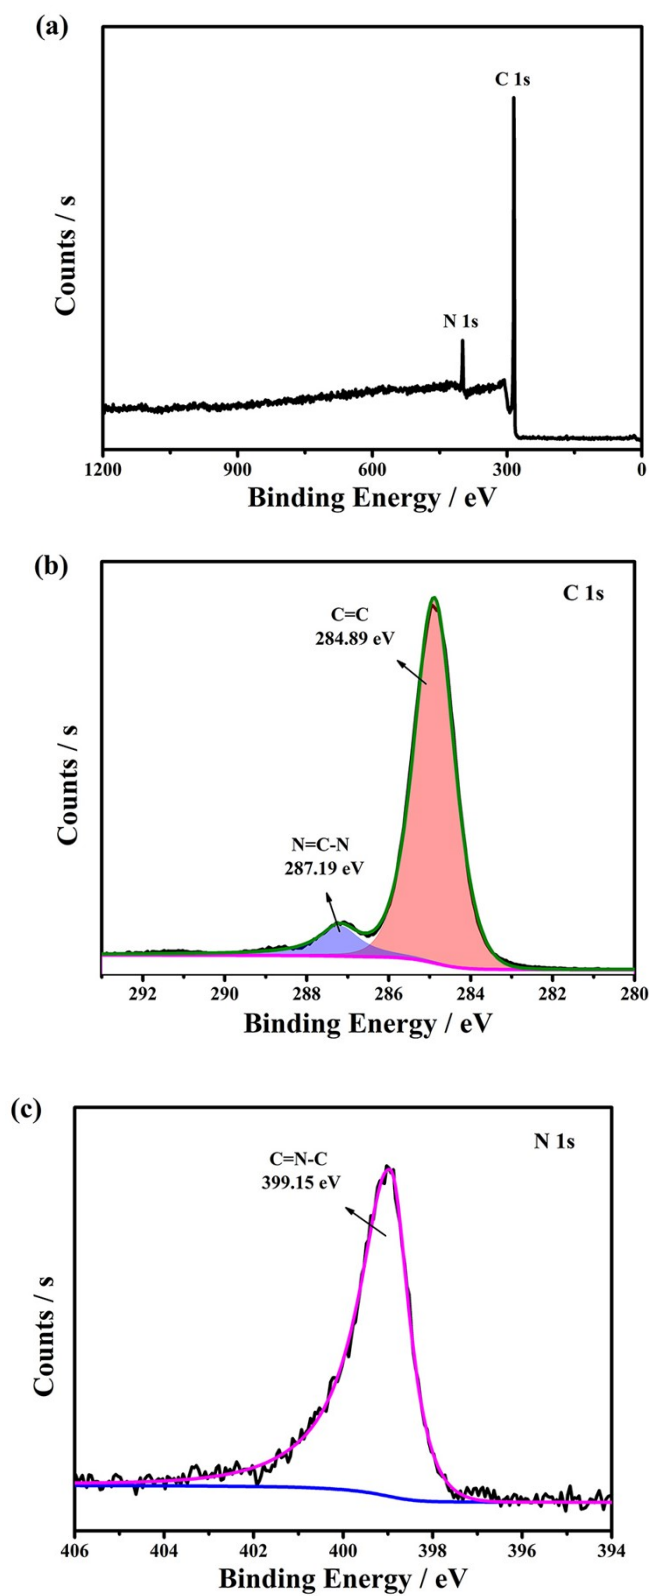 (a)
C 1s
N 1s
Counts / s
1200 900 600 300 0
Binding Energy / eV
(b)
C 1s
C=C
284.89 eV
N=C-N
287.19 eV
Counts / s
292 290 288 286 284 282 280
Binding Energy / eV
(c)
N 1s
C=N-C
399.15 eV
Counts / s
406 404 402 400 398 396 394
Binding Energy / eV